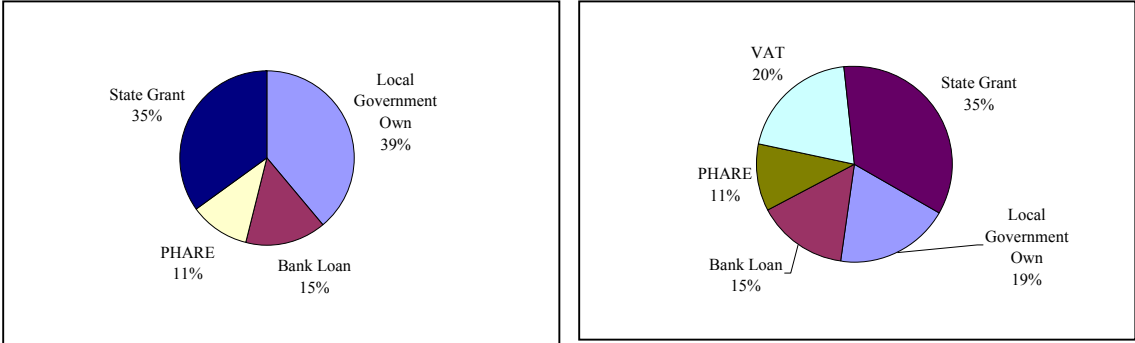 State Grant
35%
Local
Government
Own
39%
PHARE
11%
Bank Loan
15%
VAT
20%
State Grant
35%
PHARE
11%
Local
Government
Own
19%
Bank Loan
15%